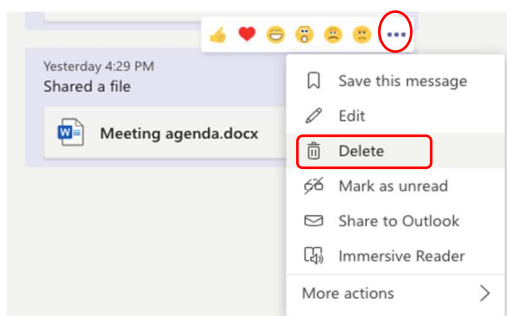 Yesterday 4:29 PM
Shared a file
Meeting agenda.docx
Save this message
Edit
Delete
Mark as unread
Share to Outlook
Immersive Reader
More actions